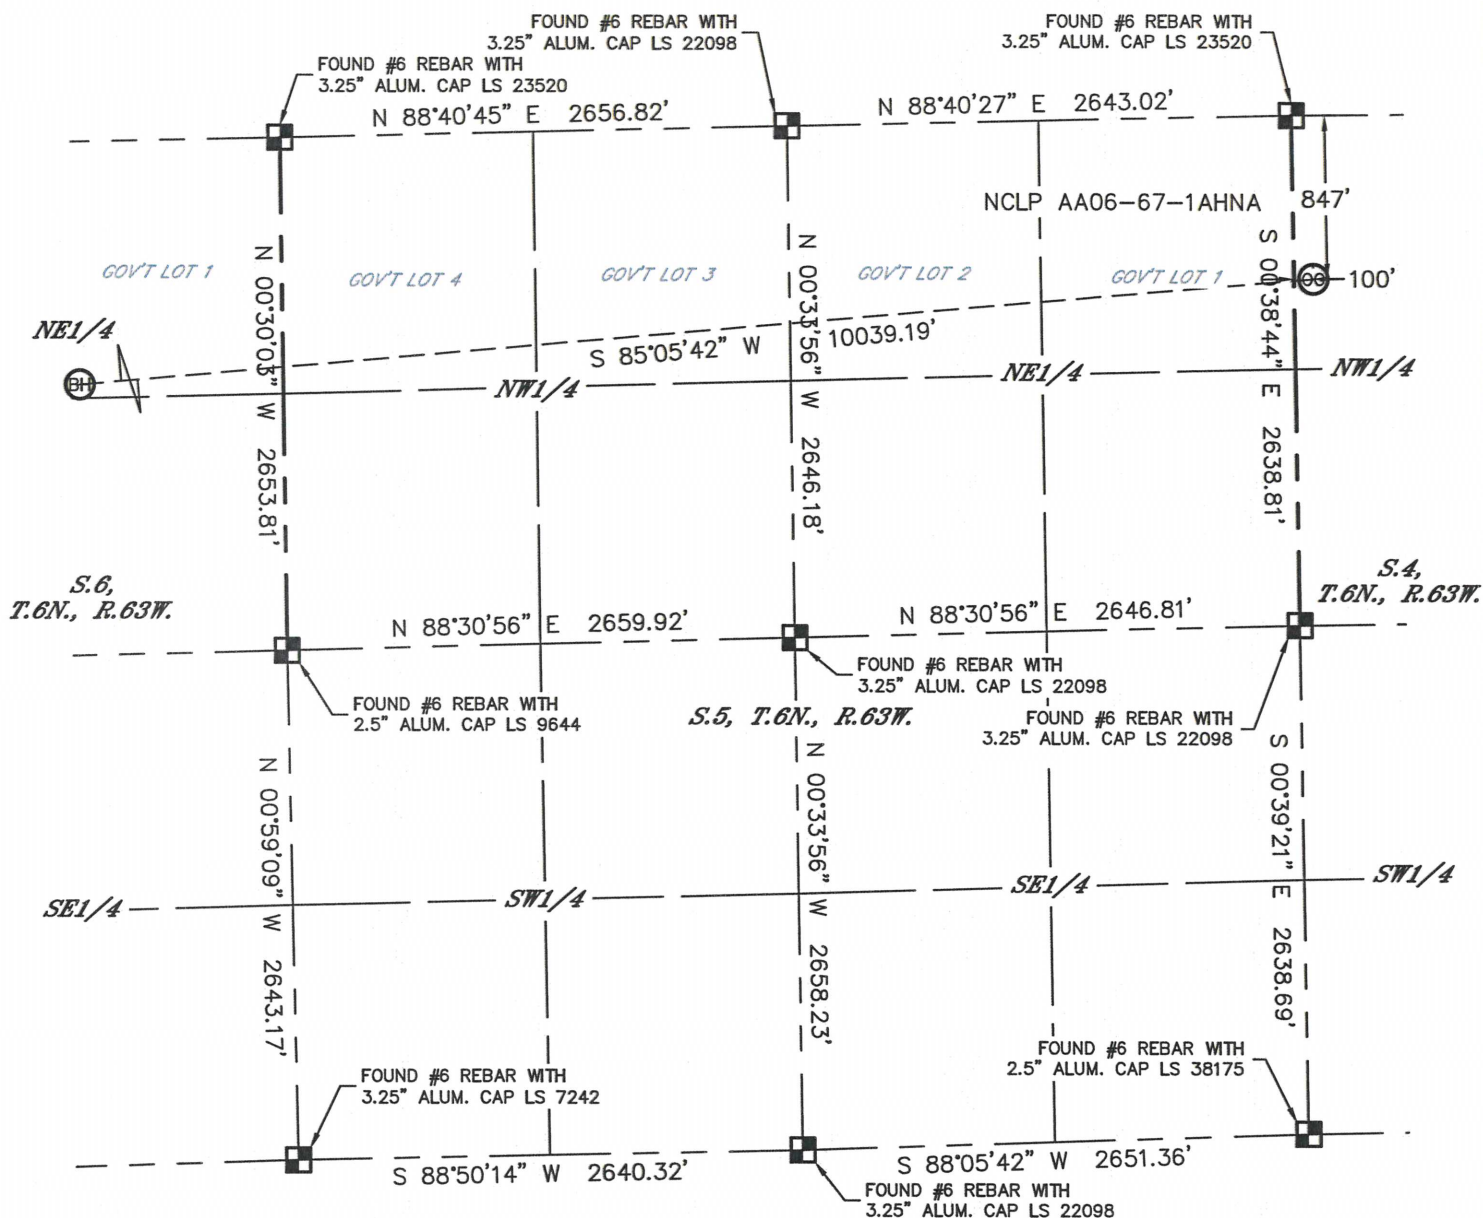 FOUND #6 REBAR WITH
3.25" ALUM. CAP LS 22098
FOUND #6 REBAR WITH
3.25" ALUM. CAP LS 23520
FOUND #6 REBAR WITH
3.25" ALUM. CAP LS 23520
N 88°40'45" E 2656.82'
N 88°40'27" E 2643.02'
NCLP AA06-67-1AHNA
847'
GOV'T LOT 1
GOV'T LOT 4
GOV'T LOT 3
GOV'T LOT 2
GOV'T LOT 1
OG
100'
N 00°30'03" W 2653.81'
N 00°33'56" W 2646.18'
S 00°38'44" E 2638.81'
NE1/4
BH
S 85°05'42" W 10039.19'
NW1/4
NE1/4
NW1/4
S.6,
T.6N., R.63W.
S.4,
T.6N., R.63W.
N 88°30'56" E 2659.92'
N 88°30'56" E 2646.81'
FOUND #6 REBAR WITH
3.25" ALUM. CAP LS 22098
FOUND #6 REBAR WITH
2.5" ALUM. CAP LS 9644
S.5, T.6N., R.63W.
FOUND #6 REBAR WITH
3.25" ALUM. CAP LS 22098
N 00°59'09" W 2643.17'
N 00°33'56" W 2658.23'
S 00°39'21" E 2638.69'
SE1/4
SW1/4
SE1/4
SW1/4
FOUND #6 REBAR WITH
2.5" ALUM. CAP LS 38175
FOUND #6 REBAR WITH
3.25" ALUM. CAP LS 7242
S 88°50'14" W 2640.32'
S 88°05'42" W 2651.36'
FOUND #6 REBAR WITH
3.25" ALUM. CAP LS 22098